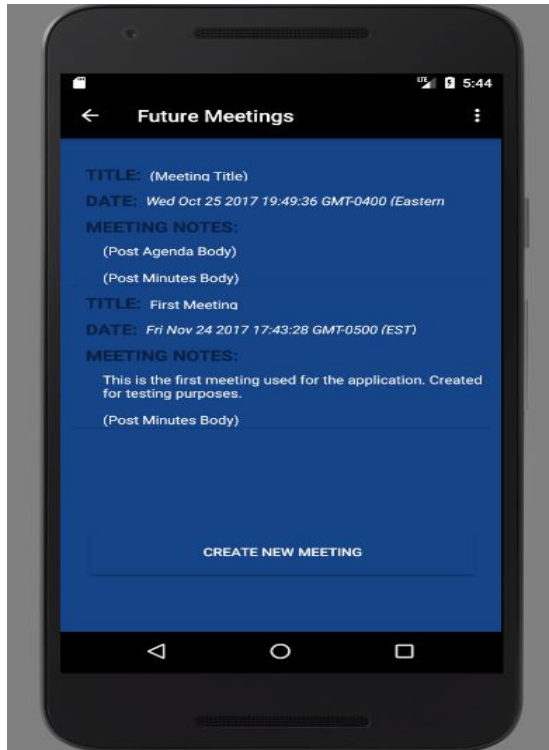 LTE 5:44
Future Meetings
TITLE: (Meeting Title)
DATE: Wed Oct 25 2017 19:49:36 GMT-0400 (Eastern
MEETING NOTES:
(Post Agenda Body)
(Post Minutes Body)
TITLE: First Meeting
DATE: Fri Nov 24 2017 17:43:28 GMT-0500 (EST)
MEETING NOTES:
This is the first meeting used for the application. Created
for testing purposes.
(Post Minutes Body)
CREATE NEW MEETING